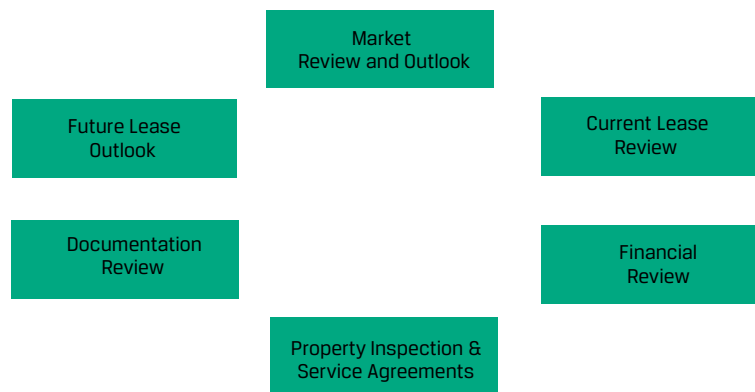 Market
Review and Outlook
Future Lease
Outlook
Current Lease
Review
Documentation
Review
Financial
Review
Property Inspection &
Service Agreements